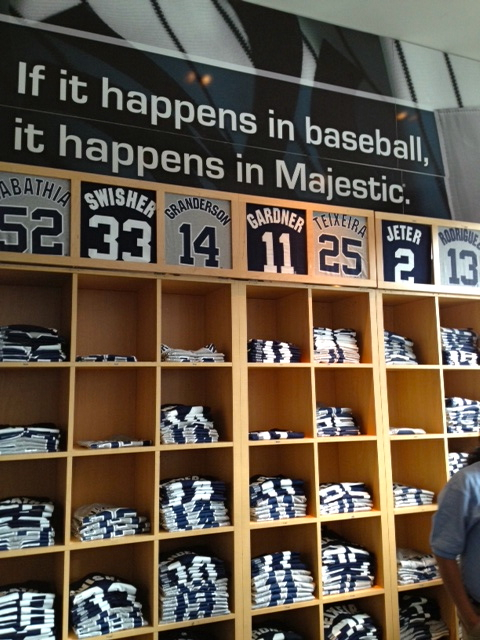 If it happens in baseball,
it happens in Majestic.
ABATHIA
52
SWISHER
33
GRANDERSON
14
GARDNER
11
TEIXEIRA
25
JETER
2
RODRIGUEZ
13